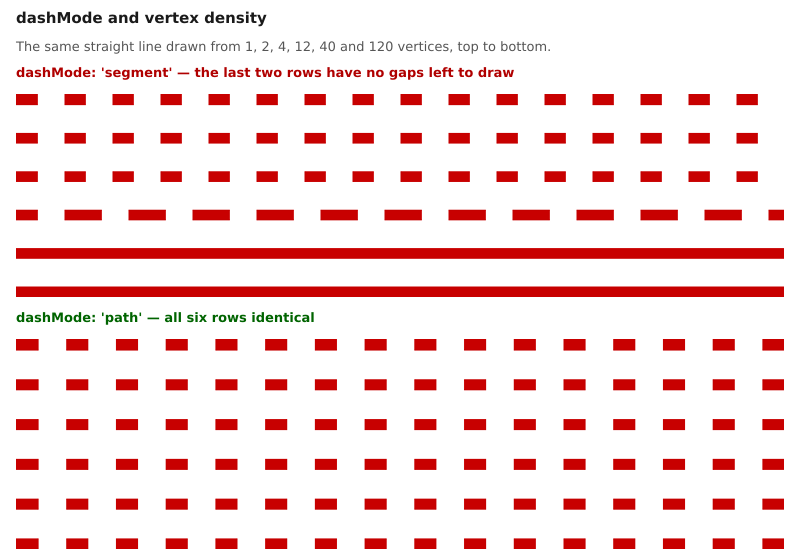 dashMode and vertex density
The same straight line drawn from 1, 2, 4, 12, 40 and 120 vertices, top to bottom.
dashMode: 'segment' — the last two rows have no gaps left to draw
dashMode: 'path' — all six rows identical